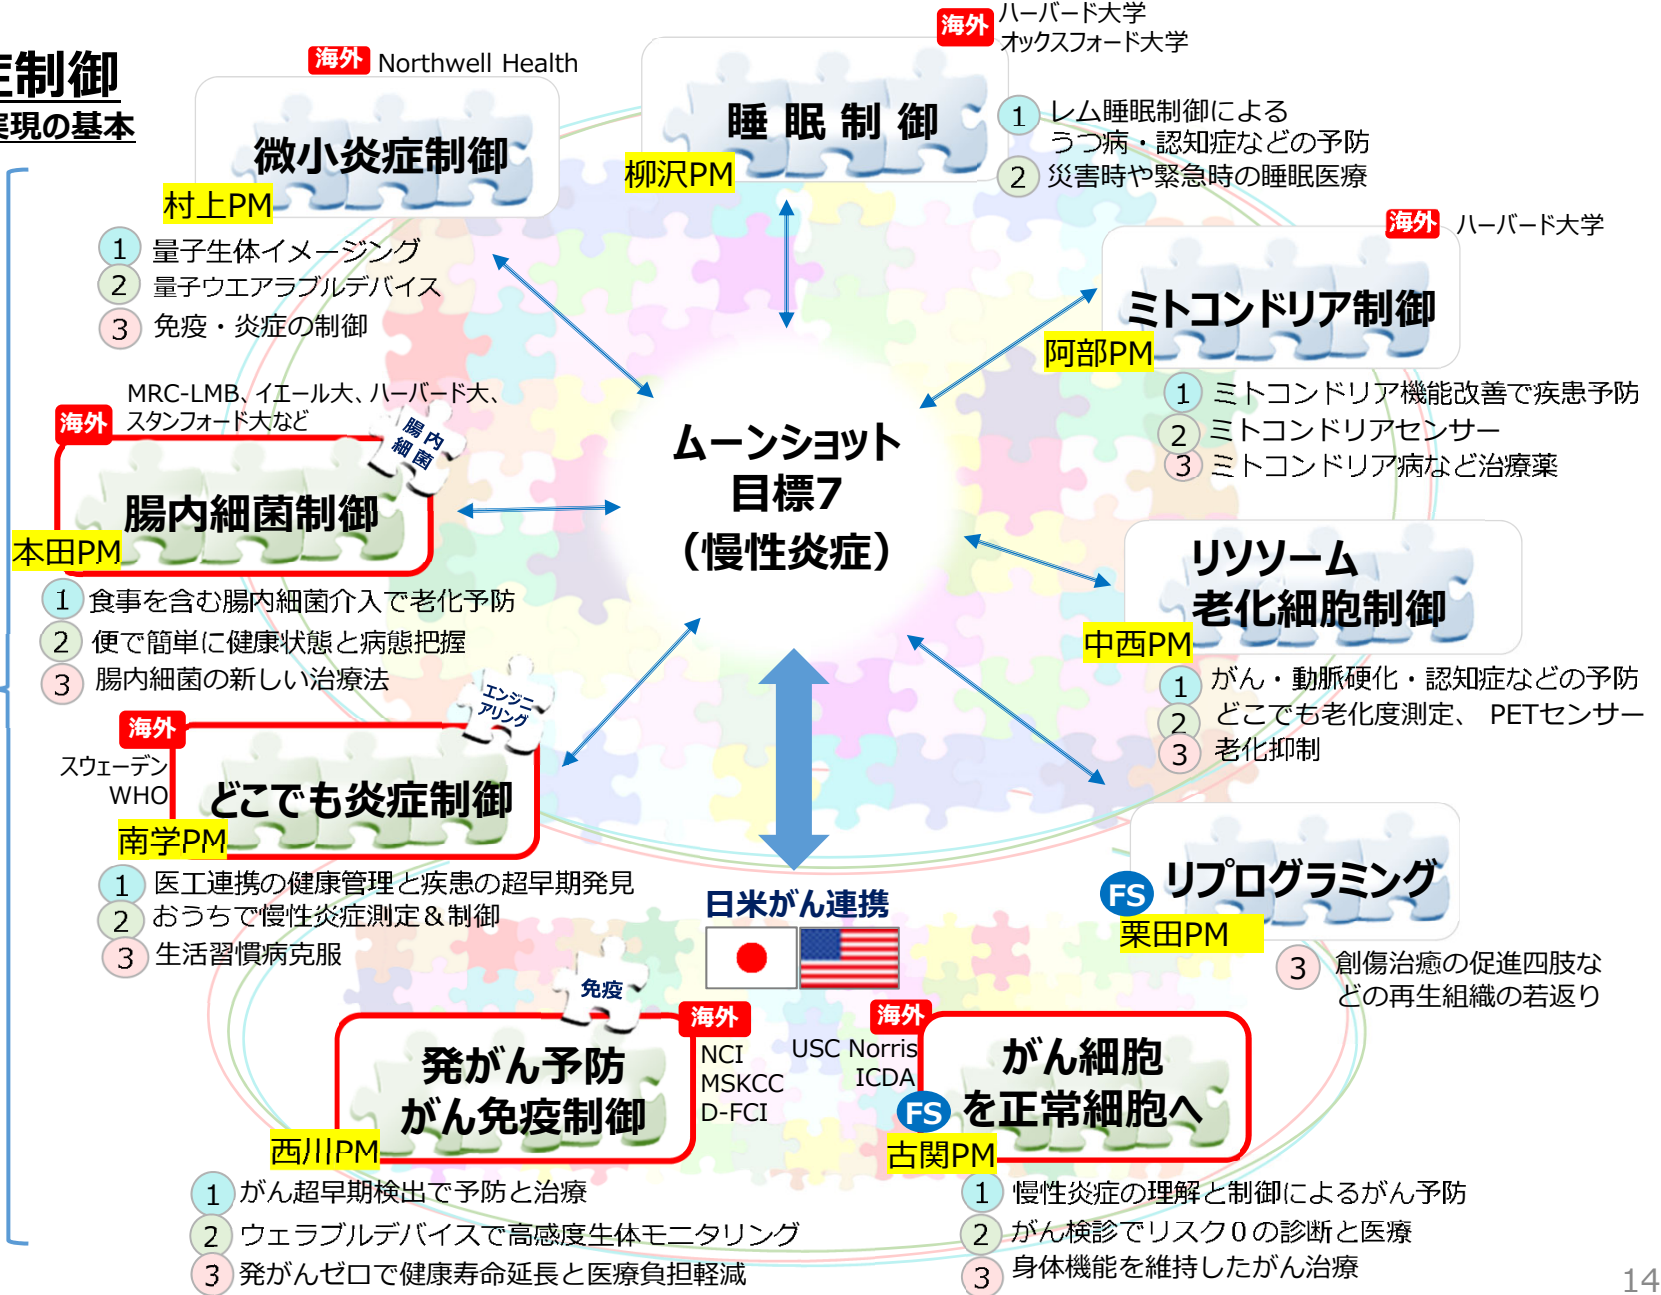 症制御
実現の基本
海外 Northwell Health
微小炎症制御
村上PM
1 量子生体イメージング
2 量子ウエアラブルデバイス
3 免疫・炎症の制御
海外
ハーバード大学
オックスフォード大学
睡眠制御
柳沢PM
1 レム睡眠制御による
うつ病・認知症などの予防
2 災害時や緊急時の睡眠医療
海外 ハーバード大学
ミトコンドリア制御
阿部PM
1 ミトコンドリア機能改善で疾患予防
2 ミトコンドリアセンサー
3 ミトコンドリア病など治療薬
MRC-LMB、イエール大、ハーバード大、
海外 スタンフォード大など
腸内
細菌
腸内細菌制御
本田PM
1 食事を含む腸内細菌介入で老化予防
2 便で簡単に健康状態と病態把握
3 腸内細菌の新しい治療法
ムーンショット
目標7
（慢性炎症）
リソソーム
老化細胞制御
中西PM
1 がん・動脈硬化・認知症などの予防
2 どこでも老化度測定、 PETセンサー
3 老化抑制
エンジニ
アリング
海外
スウェーデン
WHO
どこでも炎症制御
南学PM
1 医工連携の健康管理と疾患の超早期発見
2 おうちで慢性炎症測定＆制御
3 生活習慣病克服
FS リプログラミング
栗田PM
3 創傷治癒の促進四肢な
どの再生組織の若返り
日米がん連携
免疫
海外
NCI
MSKCC
D-FCI
発がん予防
がん免疫制御
西川PM
1 がん超早期検出で予防と治療
2 ウェラブルデバイスで高感度生体モニタリング
3 発がんゼロで健康寿命延長と医療負担軽減
海外
USC Norris
ICDA
がん細胞
FS を正常細胞へ
古関PM
1 慢性炎症の理解と制御によるがん予防
2 がん検診でリスク０の診断と医療
3 身体機能を維持したがん治療
14